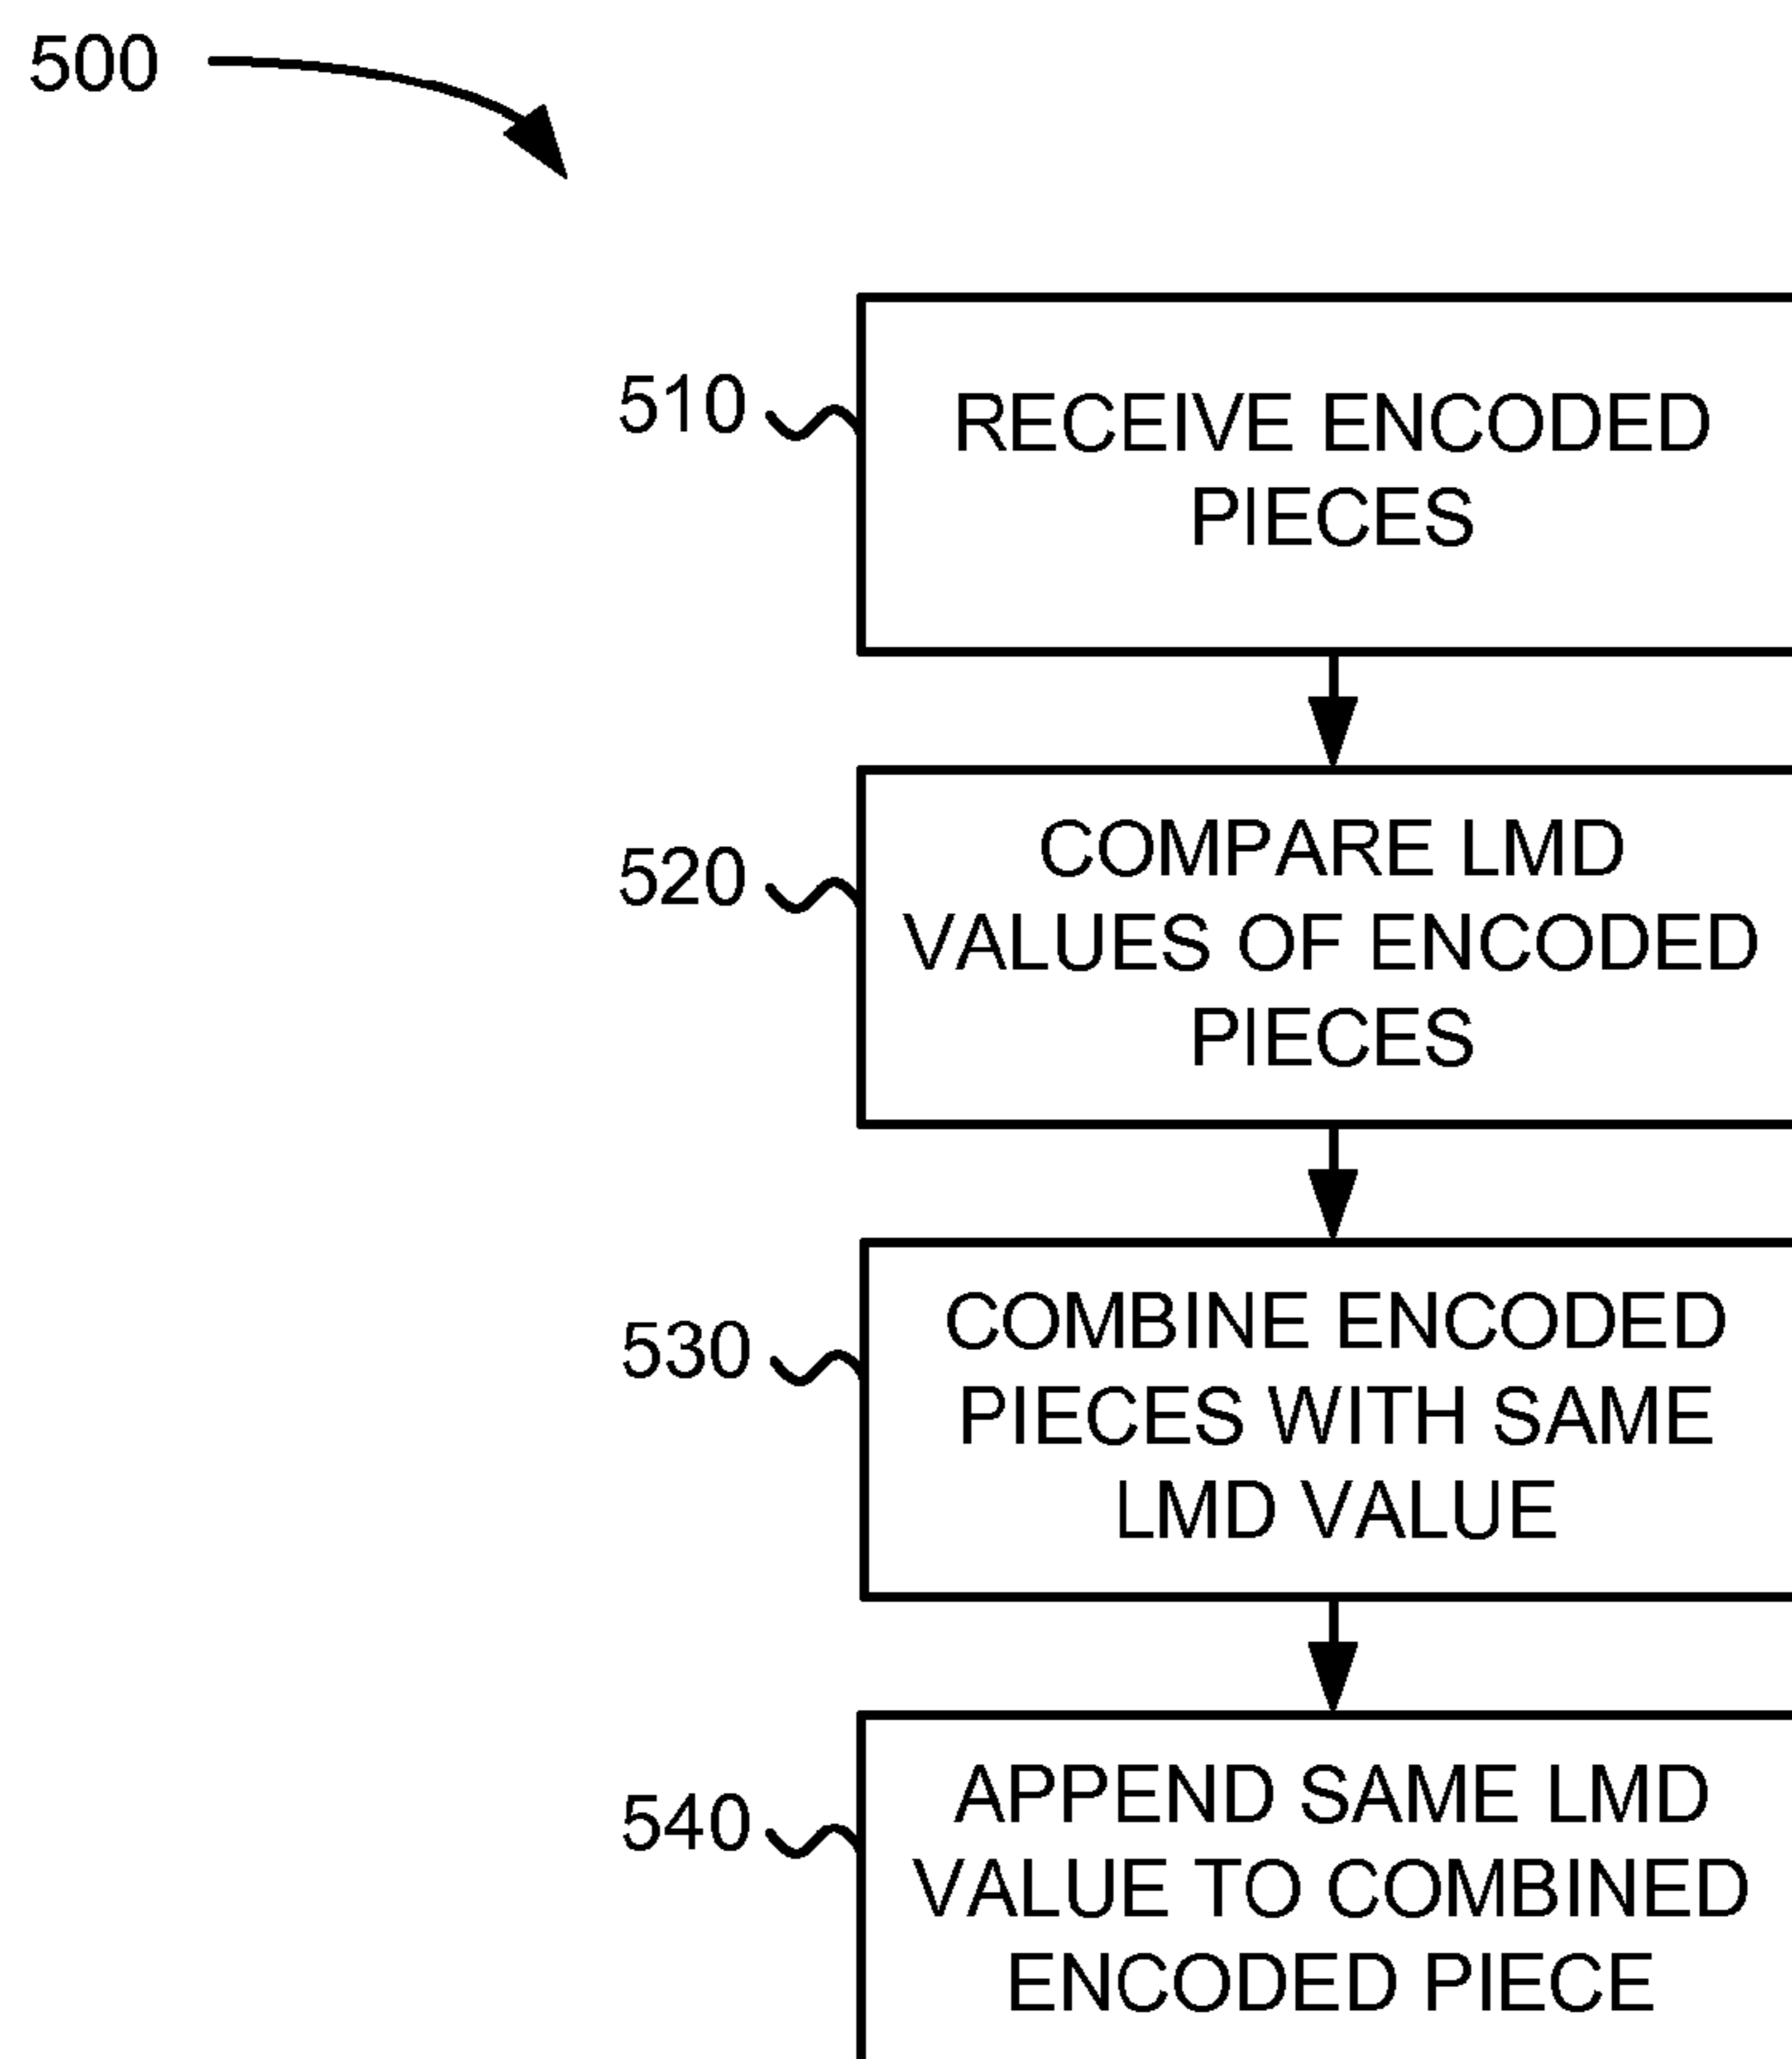 500
510
RECEIVE ENCODED
PIECES
520
COMPARE LMD
VALUES OF ENCODED
PIECES
530
COMBINE ENCODED
PIECES WITH SAME
LMD VALUE
540
APPEND SAME LMD
VALUE TO COMBINED
ENCODED PIECE